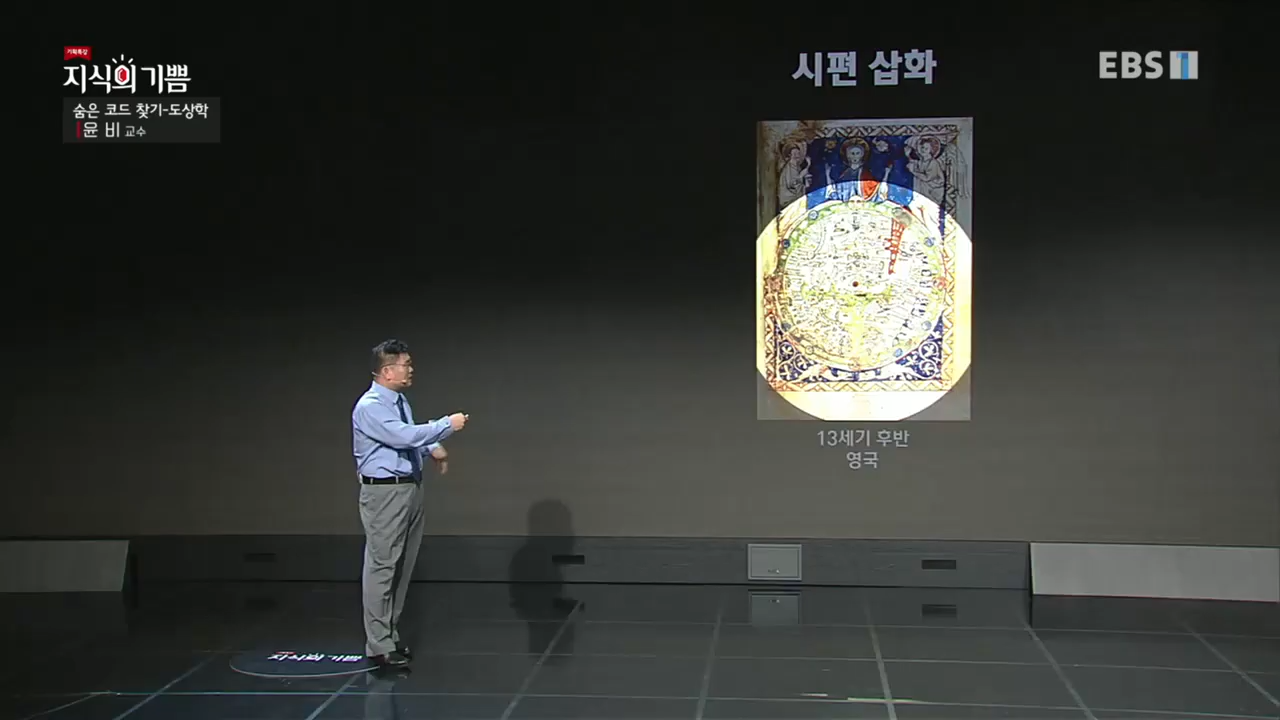 기획특강
지식의 기쁨
숨은 코드 찾기-도상학
윤 비 교수
시편 삽화
EBS 1
13세기 후반
영국
지식의 기쁨